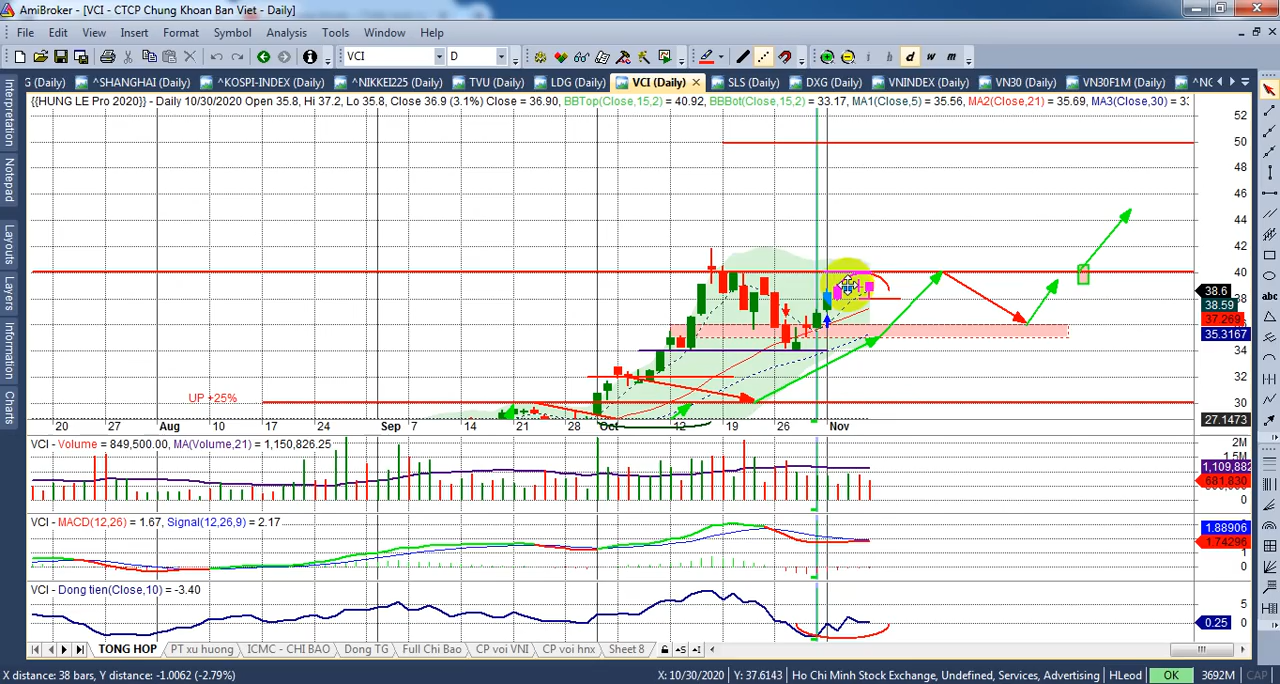 AmiBroker - [VCI - CTCP Chung Khoan Ban Viet - Daily]
File Edit View Insert Format Symbol Analysis Tools Window Help
VCI D i h d w m
G (Daily) ^SHANGHAI (Daily) ^KOSPI-INDEX (Daily) ^NIKKEI225 (Daily) TVU (Daily) LDG (Daily) VCI (Daily) SLS (Daily) DXG (Daily) VNINDEX (Daily) VN30 (Daily) VN30F1M (Daily)
{{HUNG LE Pro 2020}} - Daily 10/30/2020 Open 35.8, Hi 37.2, Lo 35.8, Close 36.9 (3.1%) Close = 36.90, BBTop(Close,15,2) = 40.92, BBBot(Close,15,2) = 33.17, MA1(Close,5) = 35.56, MA2(Close,21) = 35.69, MA3(Close,30) =
Interpretation
Notepad
Layouts
Layers
Information
Charts
abc
52
50
48
46
44
42
40
38.6
38.59
38
37.269
35.3167
34
32
UP +25%
30
27.1473
20 27 Aug 10 17 24 Sep 7 14 21 28 Oct 12 19 26 Nov
VCI - Volume = 849,500.00, MA(Volume,21) = 1,150,826.25
2M
1.5M
1,109,882
681,830
0
VCI - MACD(12,26) = 1.67, Signal(12,26,9) = 2.17
1.88906
1.74296
1
0
VCI - Dong tien(Close,10) = -3.40
5
0.25 0
TONG HOP PT xu huong ICMC - CHI BAO Dong TG Full Chi Bao CP voi VNI CP voi hnx Sheet 8
X distance: 38 bars, Y distance: -1.0062 (-2.79%) X: 10/30/2020 Y: 37.6143 Ho Chi Minh Stock Exchange, Undefined, Services, Advertising HLeod OK 3692M CAP